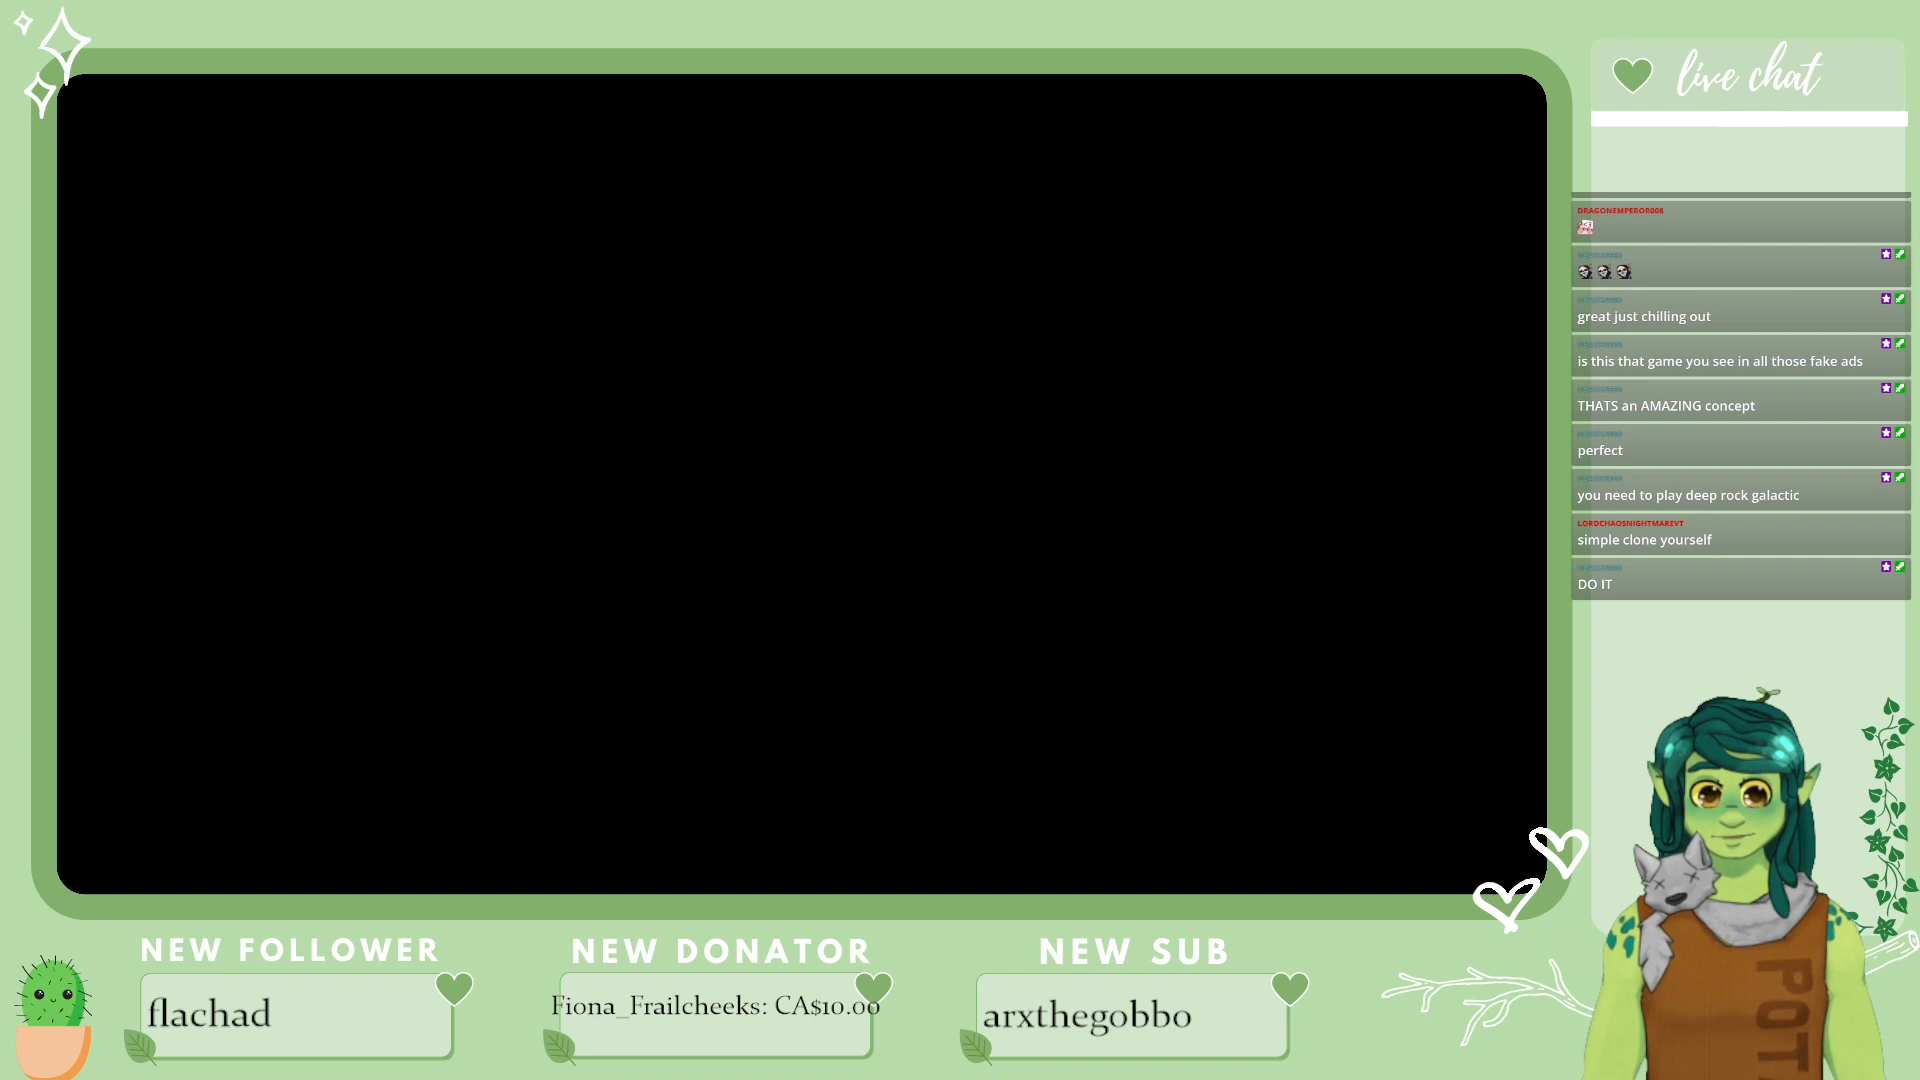 live chat
DRAGONEMPEROR008
great just chilling out
is this that game you see in all those fake ads
THATS an AMAZING concept
perfect
you need to play deep rock galactic
LORDCHAOSNIGHTMAREVT
simple clone yourself
DO IT
NEW FOLLOWER
flachad
NEW DONATOR
Fiona_Frailcheeks: CA$10.00
NEW SUB
arxthegobbo
POT